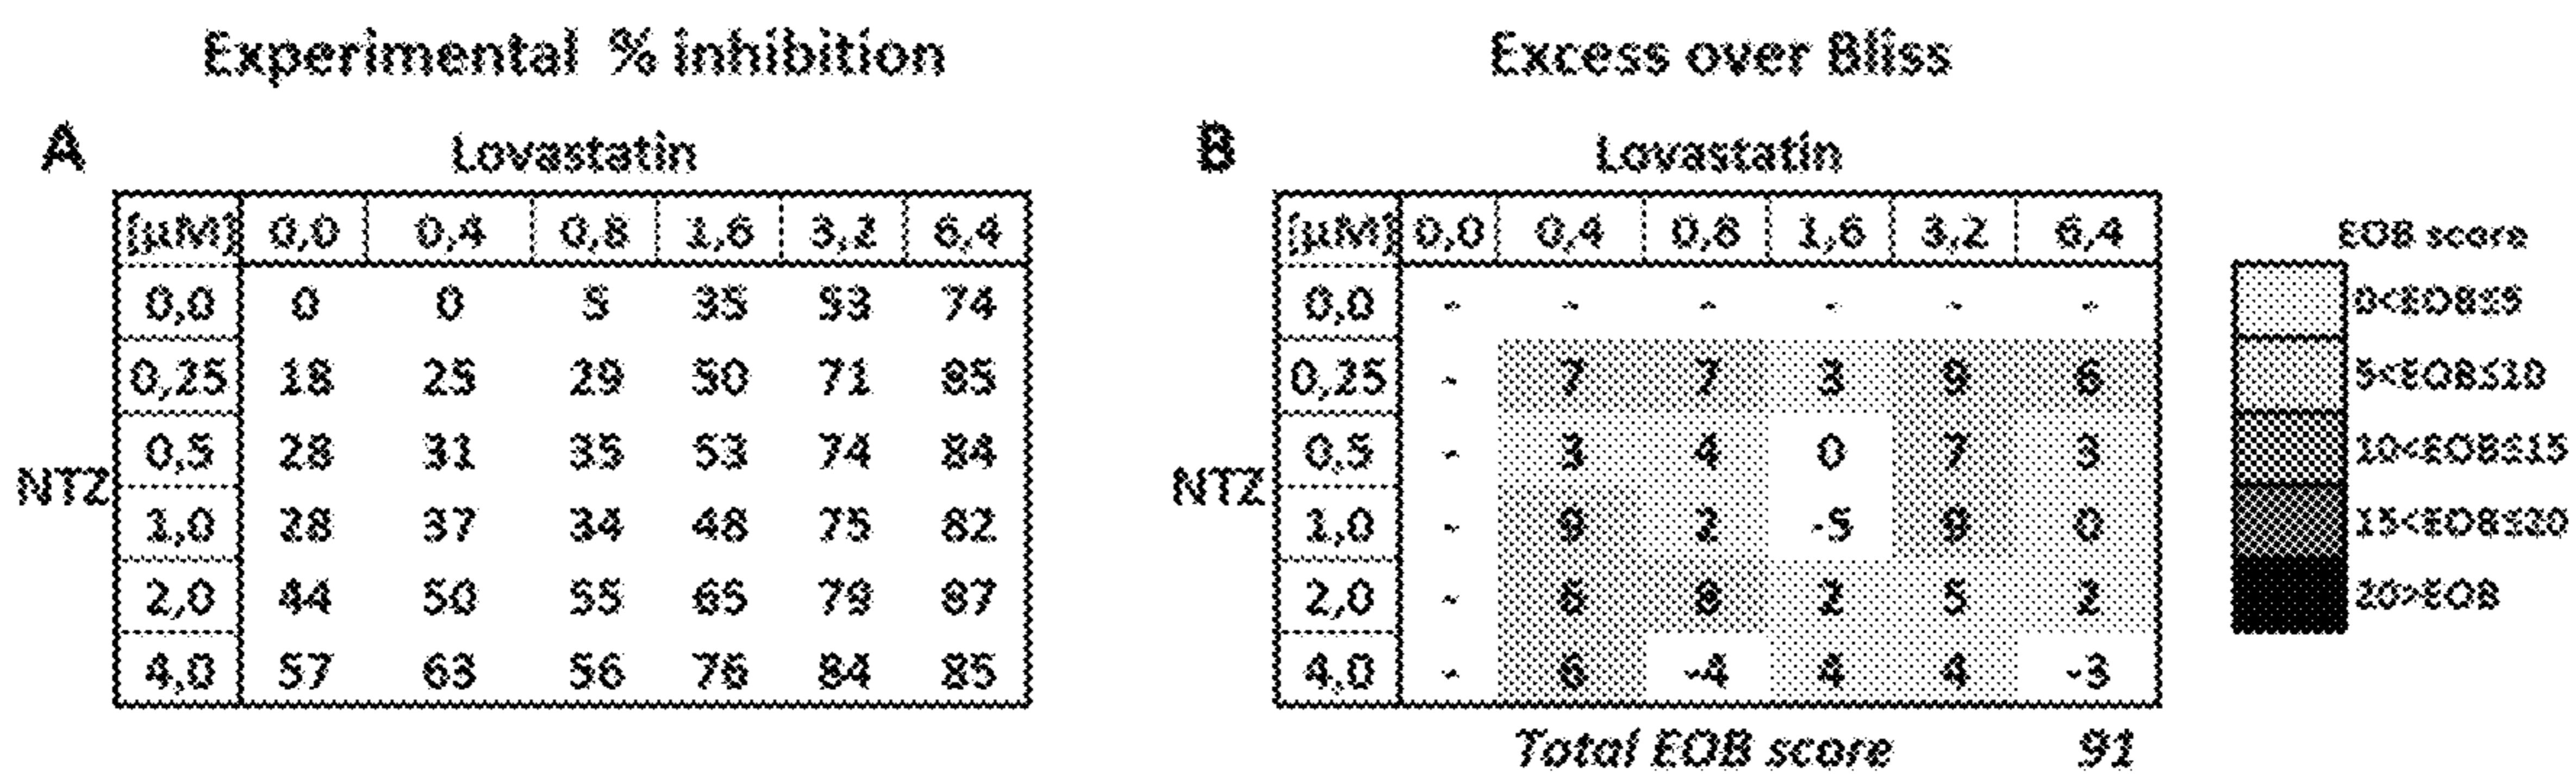 Experimental % inhibition
A
Lovastatin
[µM] 0,0 0,4 0,8 1,6 3,2 6,4
0,0 0 0 5 35 53 74
0,25 18 25 29 50 71 85
0,5 28 31 35 53 74 84
NTZ
1,0 28 37 34 48 75 82
2,0 44 50 55 65 79 87
4,0 57 63 56 76 84 85
Excess over Bliss
B
Lovastatin
[µM] 0,0 0,4 0,8 1,6 3,2 6,4
0,0 - - - - - -
0,25 - 7 7 3 9 6
0,5 - 3 4 0 7 3
NTZ
1,0 - 9 2 -5 9 0
2,0 - 6 8 2 5 2
4,0 - 6 -4 4 4 -3
Total EOB score 91
EOB score
0<EOB≤5
5<EOB≤10
10<EOB≤15
15<EOB≤20
20>EOB